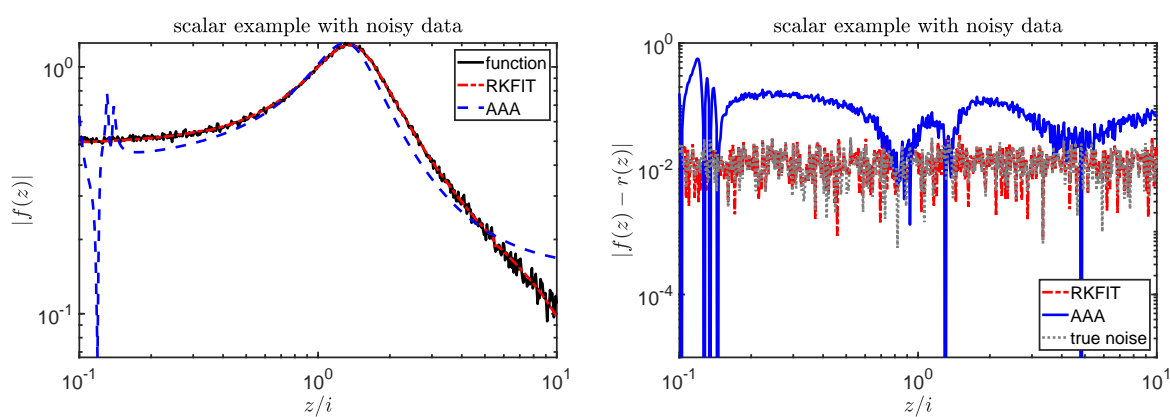 scalar example with noisy data
10^0
10^-1
|f(z)|
function
RKFIT
AAA
10^-1
10^0
10^1
z/i
scalar example with noisy data
10^0
10^-2
10^-4
|f(z) − r(z)|
RKFIT
AAA
true noise
10^-1
10^0
10^1
z/i